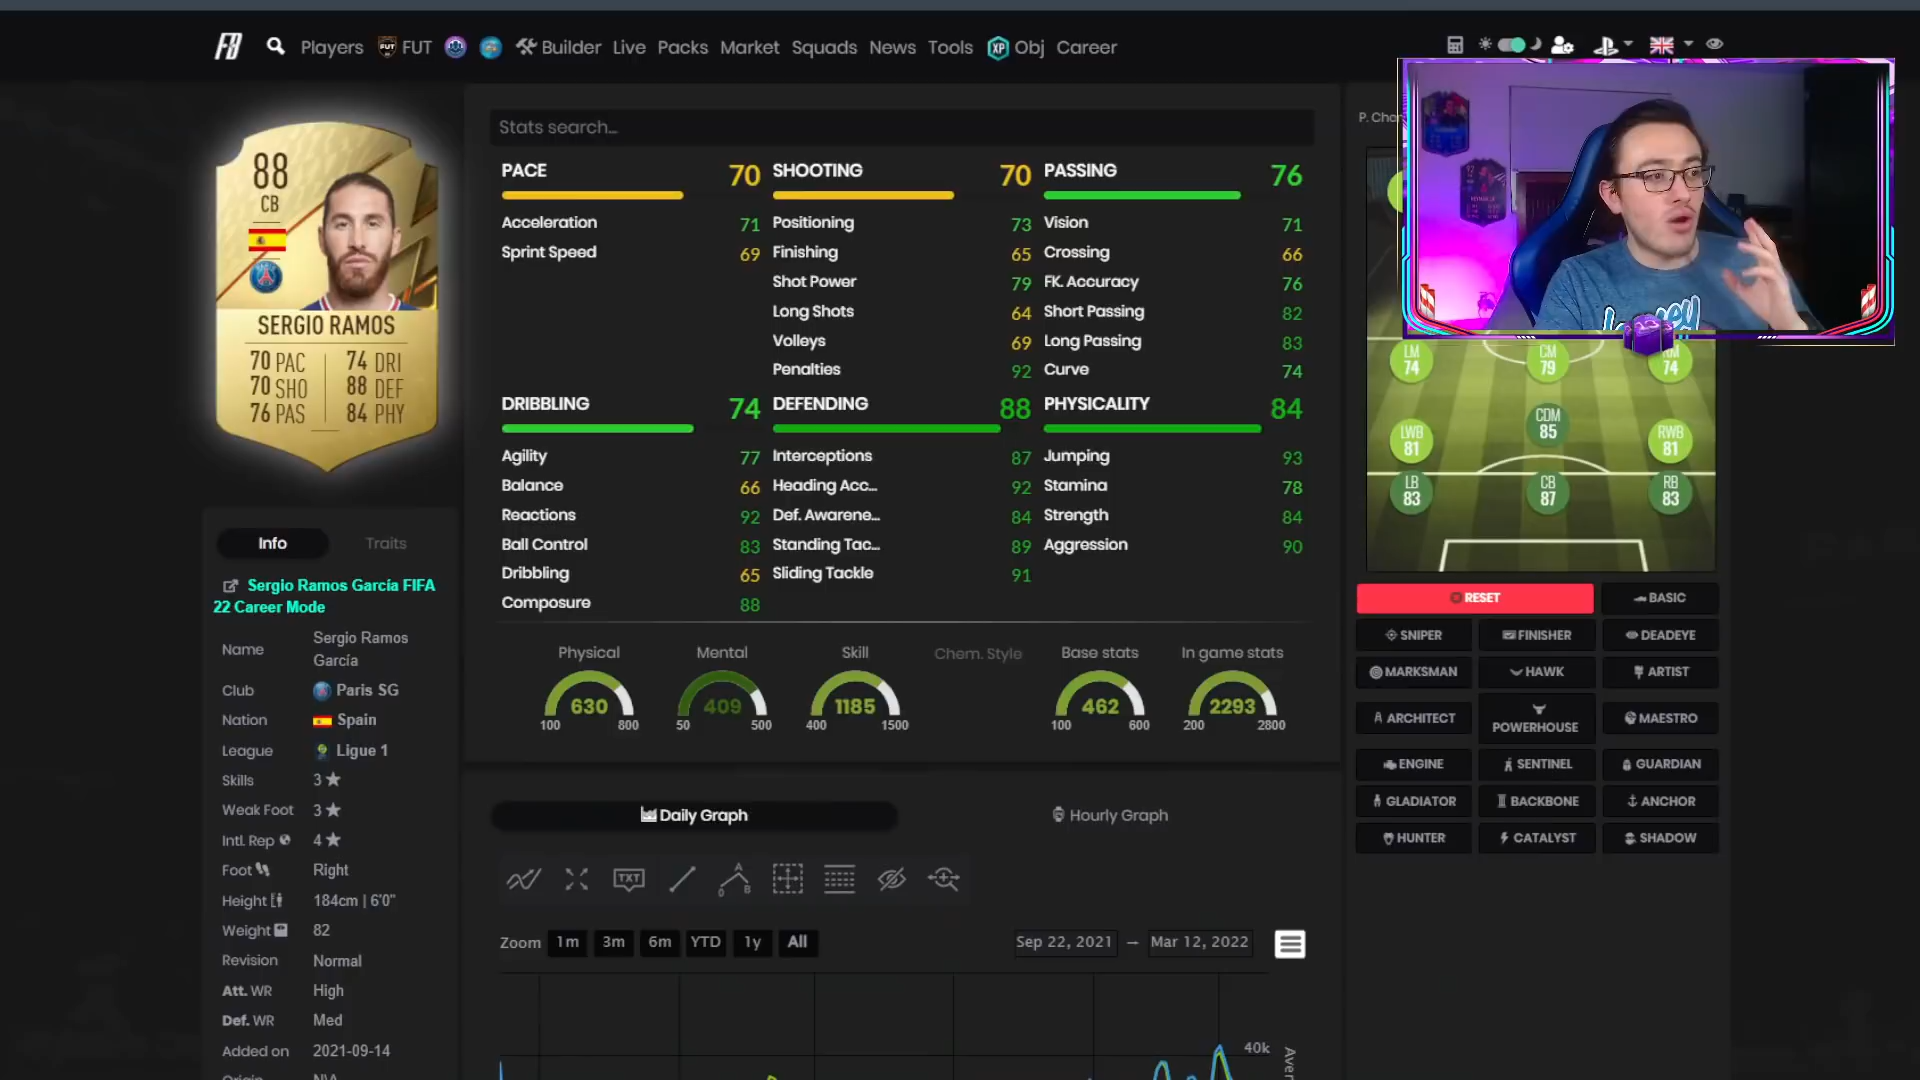 Players FUT Builder Live Packs Market Squads News Tools XP Obj Career
88
CB
SERGIO RAMOS
70 PAC 74 DRI
70 SHO 88 DEF
76 PAS 84 PHY
Stats search...
PACE 70
Acceleration 71
Sprint Speed 69
SHOOTING 70
Positioning 73
Finishing 65
Shot Power 79
Long Shots 64
Volleys 69
Penalties 92
PASSING 76
Vision 71
Crossing 66
FK. Accuracy 76
Short Passing 82
Long Passing 83
Curve 74
DRIBBLING 74
Agility 77
Balance 66
Reactions 92
Ball Control 83
Dribbling 65
Composure 88
DEFENDING 88
Interceptions 87
Heading Acc... 92
Def. Awarene... 84
Standing Tac... 89
Sliding Tackle 91
PHYSICALITY 84
Jumping 93
Stamina 78
Strength 84
Aggression 90
Physical Mental Skill Chem. Style Base stats In game stats
630 409 1185 462 2293
100 800 50 500 400 1500 100 600 200 2800
Info Traits
Sergio Ramos García FIFA
22 Career Mode
Name Sergio Ramos
García
Club Paris SG
Nation Spain
League Ligue 1
Skills 3
Weak Foot 3
Intl. Rep 4
Foot Right
Height 184cm | 6'0"
Weight 82
Revision Normal
Att. WR High
Def. WR Med
Added on 2021-09-14
Origin N/A
Daily Graph Hourly Graph
TXT
Zoom 1m 3m 6m YTD 1y All Sep 22, 2021 → Mar 12, 2022
40k
LM CM RM
74 79 74
CDM
85
LWB RWB
81 81
LB CB RB
83 87 83
RESET BASIC
SNIPER FINISHER DEADEYE
MARKSMAN HAWK ARTIST
ARCHITECT POWERHOUSE MAESTRO
ENGINE SENTINEL GUARDIAN
GLADIATOR BACKBONE ANCHOR
HUNTER CATALYST SHADOW